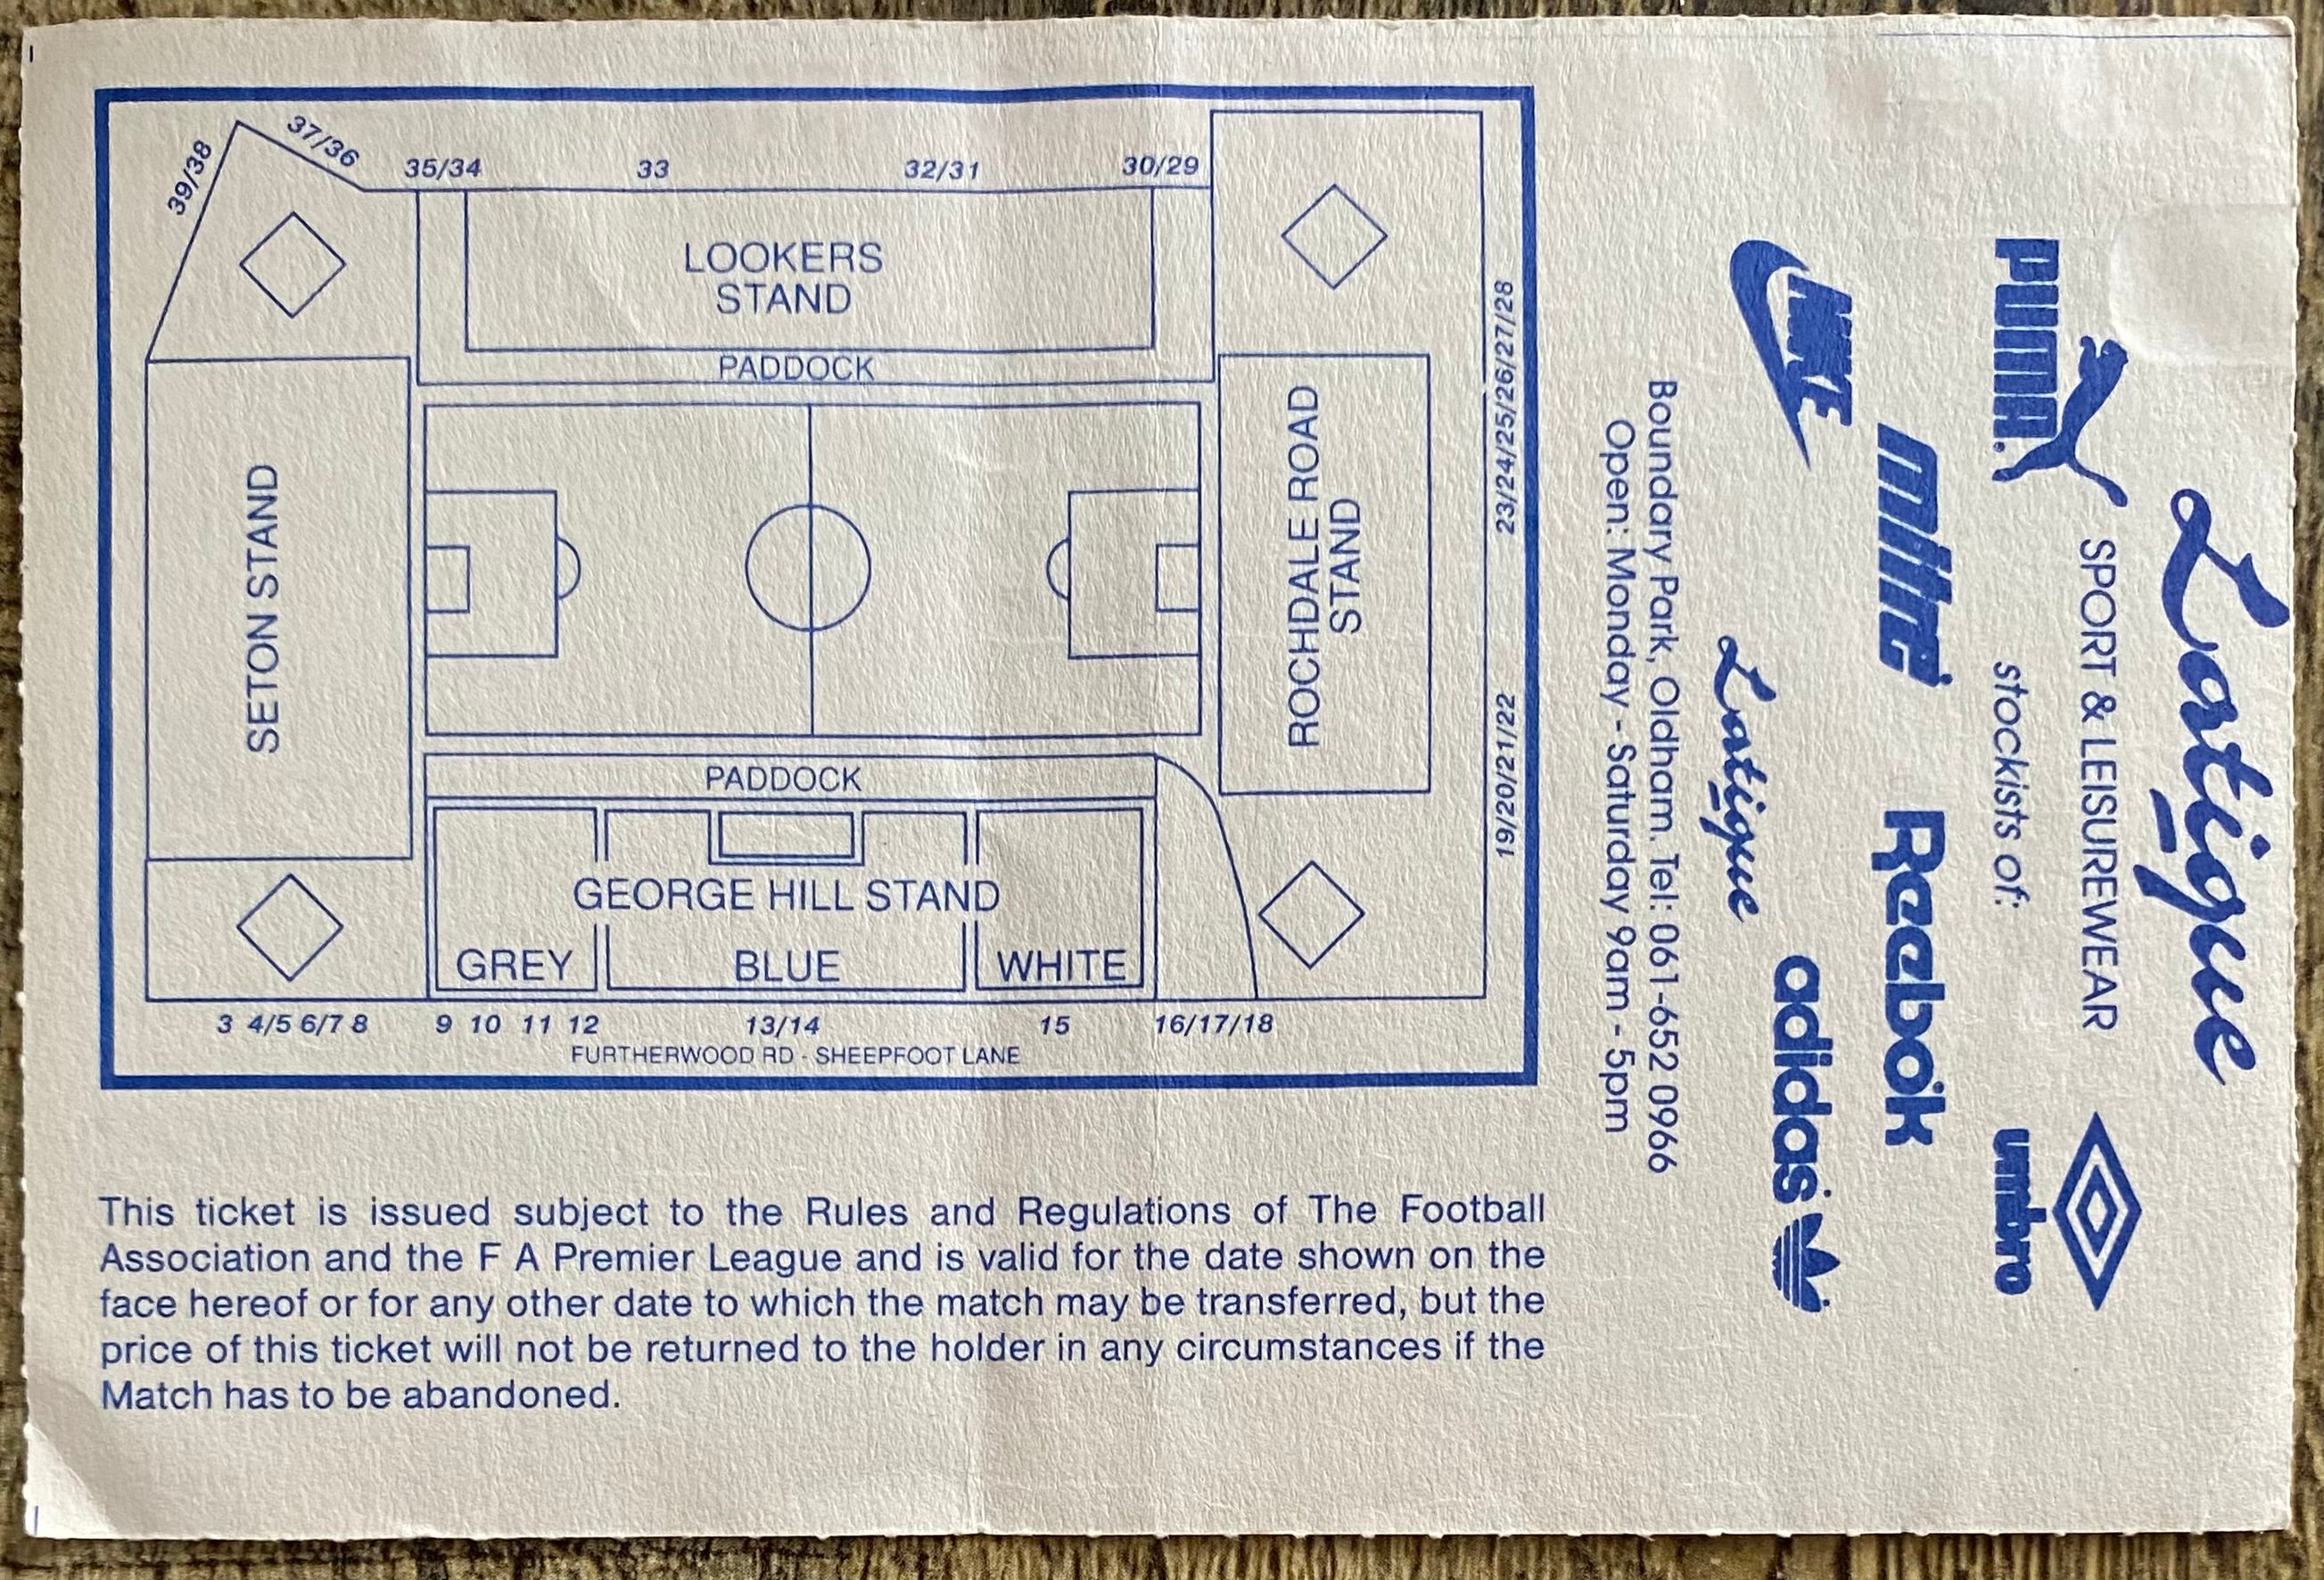 39/38
37/36
35/34 33 32/31 30/29
LOOKERS
STAND
PADDOCK
SETON STAND
ROCHDALE ROAD
STAND
23/24/25/26/27/28
19/20/21/22
PADDOCK
GEORGE HILL STAND
GREY BLUE WHITE
3 4/5 6/7 8 9 10 11 12 13/14 15 16/17/18
FURTHERWOOD RD - SHEEPFOOT LANE
This ticket is issued subject to the Rules and Regulations of The Football
Association and the F A Premier League and is valid for the date shown on the
face hereof or for any other date to which the match may be transferred, but the
price of this ticket will not be returned to the holder in any circumstances if the
Match has to be abandoned.
Latique
SPORT & LEISUREWEAR
PUMA.
stockists of:
umbro
mitre
Reebok
NIKE
adidas
Latique
Boundary Park, Oldham. Tel: 061-652 0966
Open: Monday - Saturday 9am - 5pm